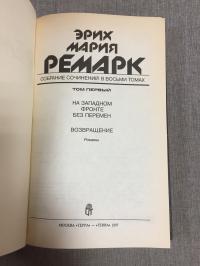 ЭРИХ
МАРИЯ
РЕМАРК
СОБРАНИЕ СОЧИНЕНИЙ В ВОСЬМИ ТОМАХ
ТОМ ПЕРВЫЙ
НА ЗАПАДНОМ
ФРОНТЕ
БЕЗ ПЕРЕМЕН
ВОЗВРАЩЕНИЕ
Романы
МОСКВА «ТЕРРА»—«TERRA» 1997